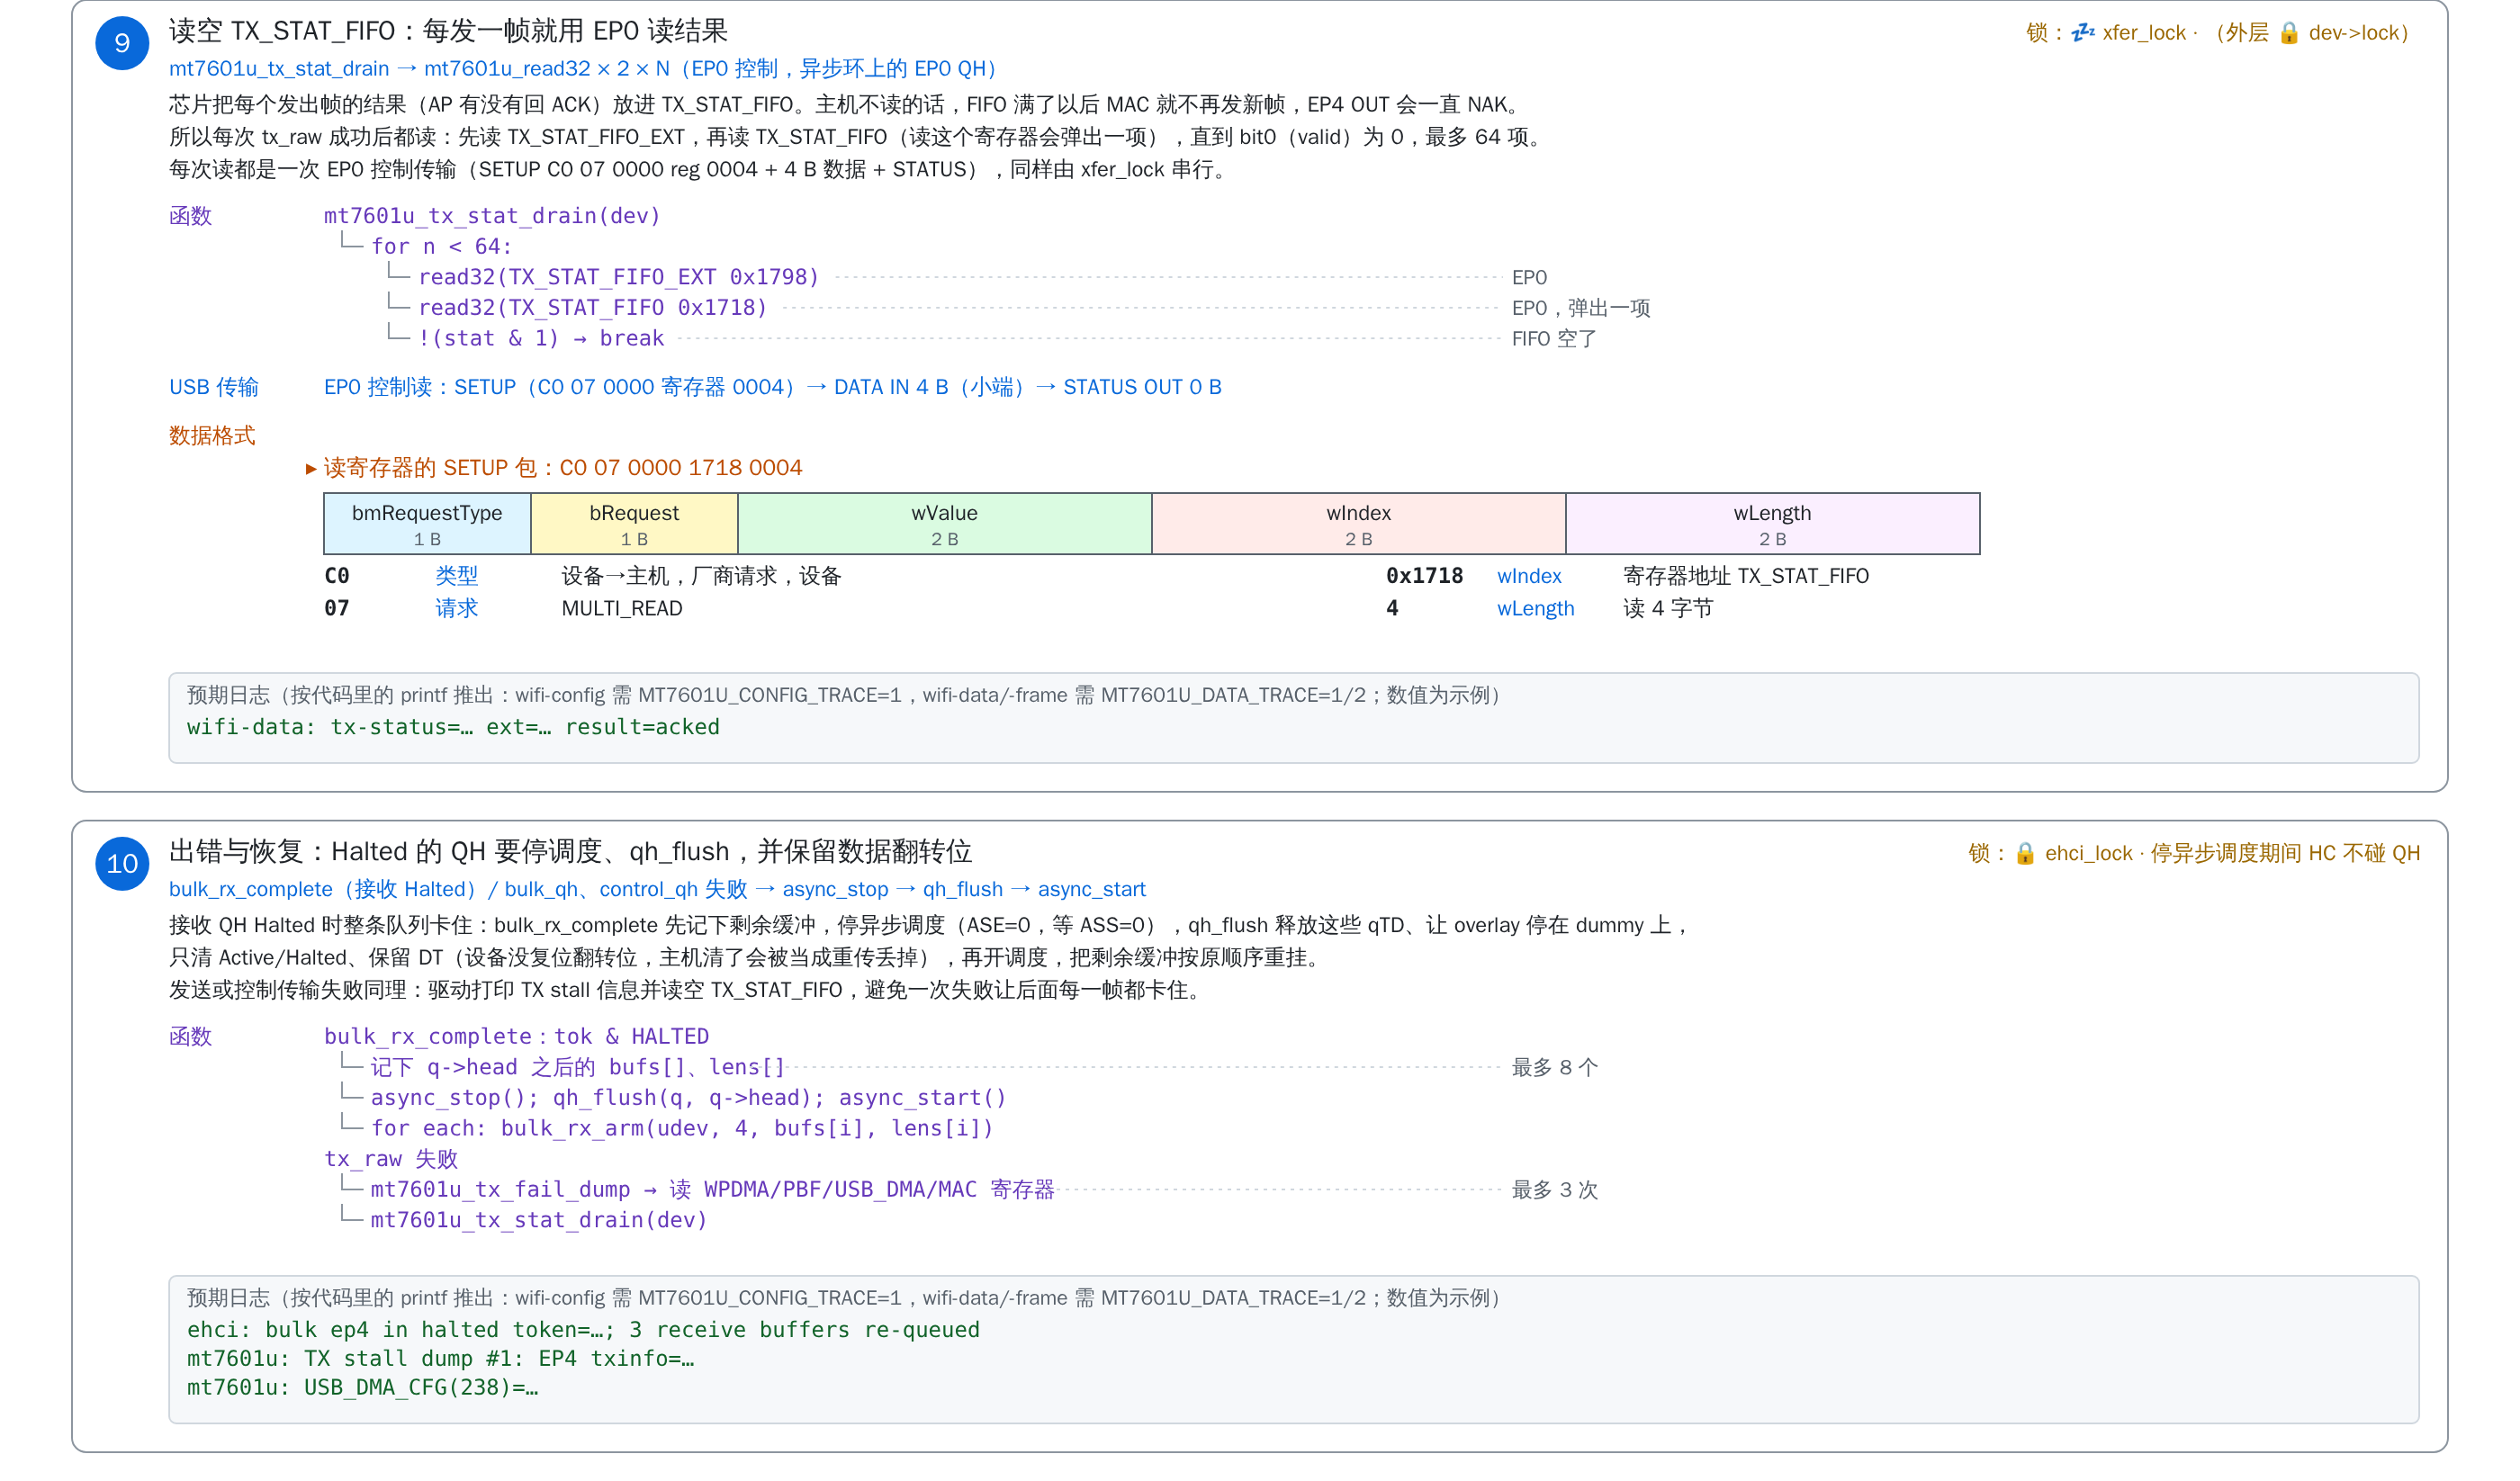 9
读空 TX_STAT_FIFO：每发一帧就用 EP0 读结果
锁：💤 xfer_lock · （外层 🔒 dev->lock）
mt7601u_tx_stat_drain → mt7601u_read32 × 2 × N（EP0 控制，异步环上的 EP0 QH）
芯片把每个发出帧的结果（AP 有没有回 ACK）放进 TX_STAT_FIFO。主机不读的话，FIFO 满了以后 MAC 就不再发新帧，EP4 OUT 会一直 NAK。
所以每次 tx_raw 成功后都读：先读 TX_STAT_FIFO_EXT，再读 TX_STAT_FIFO（读这个寄存器会弹出一项），直到 bit0（valid）为 0，最多 64 项。
每次读都是一次 EP0 控制传输（SETUP C0 07 0000 reg 0004 + 4 B 数据 + STATUS），同样由 xfer_lock 串行。
函数
mt7601u_tx_stat_drain(dev)
for n < 64:
read32(TX_STAT_FIFO_EXT 0x1798) EP0
read32(TX_STAT_FIFO 0x1718) EP0，弹出一项
!(stat & 1) → break FIFO 空了
USB 传输 EP0 控制读：SETUP（C0 07 0000 寄存器 0004）→ DATA IN 4 B（小端）→ STATUS OUT 0 B
数据格式
▸ 读寄存器的 SETUP 包：C0 07 0000 1718 0004
bmRequestType bRequest wValue wIndex wLength
1 B 1 B 2 B 2 B 2 B
C0 类型 设备→主机，厂商请求，设备 0x1718 wIndex 寄存器地址 TX_STAT_FIFO
07 请求 MULTI_READ 4 wLength 读 4 字节
预期日志（按代码里的 printf 推出：wifi-config 需 MT7601U_CONFIG_TRACE=1，wifi-data/-frame 需 MT7601U_DATA_TRACE=1/2；数值为示例）
wifi-data: tx-status=… ext=… result=acked
10
出错与恢复：Halted 的 QH 要停调度、qh_flush，并保留数据翻转位
锁：🔒 ehci_lock · 停异步调度期间 HC 不碰 QH
bulk_rx_complete（接收 Halted）/ bulk_qh、control_qh 失败 → async_stop → qh_flush → async_start
接收 QH Halted 时整条队列卡住：bulk_rx_complete 先记下剩余缓冲，停异步调度（ASE=0，等 ASS=0），qh_flush 释放这些 qTD、让 overlay 停在 dummy 上，
只清 Active/Halted、保留 DT（设备没复位翻转位，主机清了会被当成重传丢掉），再开调度，把剩余缓冲按原顺序重挂。
发送或控制传输失败同理：驱动打印 TX stall 信息并读空 TX_STAT_FIFO，避免一次失败让后面每一帧都卡住。
函数
bulk_rx_complete：tok & HALTED
记下 q->head 之后的 bufs[]、lens[] 最多 8 个
async_stop(); qh_flush(q, q->head); async_start()
for each: bulk_rx_arm(udev, 4, bufs[i], lens[i])
tx_raw 失败
mt7601u_tx_fail_dump → 读 WPDMA/PBF/USB_DMA/MAC 寄存器 最多 3 次
mt7601u_tx_stat_drain(dev)
预期日志（按代码里的 printf 推出：wifi-config 需 MT7601U_CONFIG_TRACE=1，wifi-data/-frame 需 MT7601U_DATA_TRACE=1/2；数值为示例）
ehci: bulk ep4 in halted token=…; 3 receive buffers re-queued
mt7601u: TX stall dump #1: EP4 txinfo=…
mt7601u: USB_DMA_CFG(238)=…